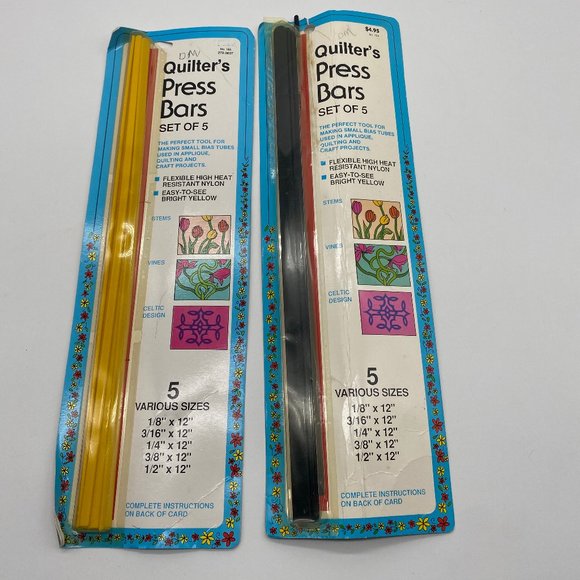 DM
Quilter's
Press
Bars
SET OF 5
THE PERFECT TOOL FOR
MAKING SMALL BIAS TUBES
USED IN APPLIQUE,
QUILTING AND
CRAFT PROJECTS.
FLEXIBLE HIGH HEAT
RESISTANT NYLON
EASY-TO-SEE
BRIGHT YELLOW
STEMS
VINES
CELTIC
DESIGN
5
VARIOUS SIZES
1/8" x 12"
3/16" x 12"
1/4" x 12"
3/8" x 12"
1/2" x 12"
COMPLETE INSTRUCTIONS
ON BACK OF CARD
$4.95
DM
Quilter's
Press
Bars
SET OF 5
THE PERFECT TOOL FOR
MAKING SMALL BIAS TUBES
USED IN APPLIQUE,
QUILTING AND
CRAFT PROJECTS.
FLEXIBLE HIGH HEAT
RESISTANT NYLON
EASY-TO-SEE
BRIGHT YELLOW
STEMS
VINES
CELTIC
DESIGN
5
VARIOUS SIZES
1/8" x 12"
3/16" x 12"
1/4" x 12"
3/8" x 12"
1/2" x 12"
COMPLETE INSTRUCTIONS
ON BACK OF CARD